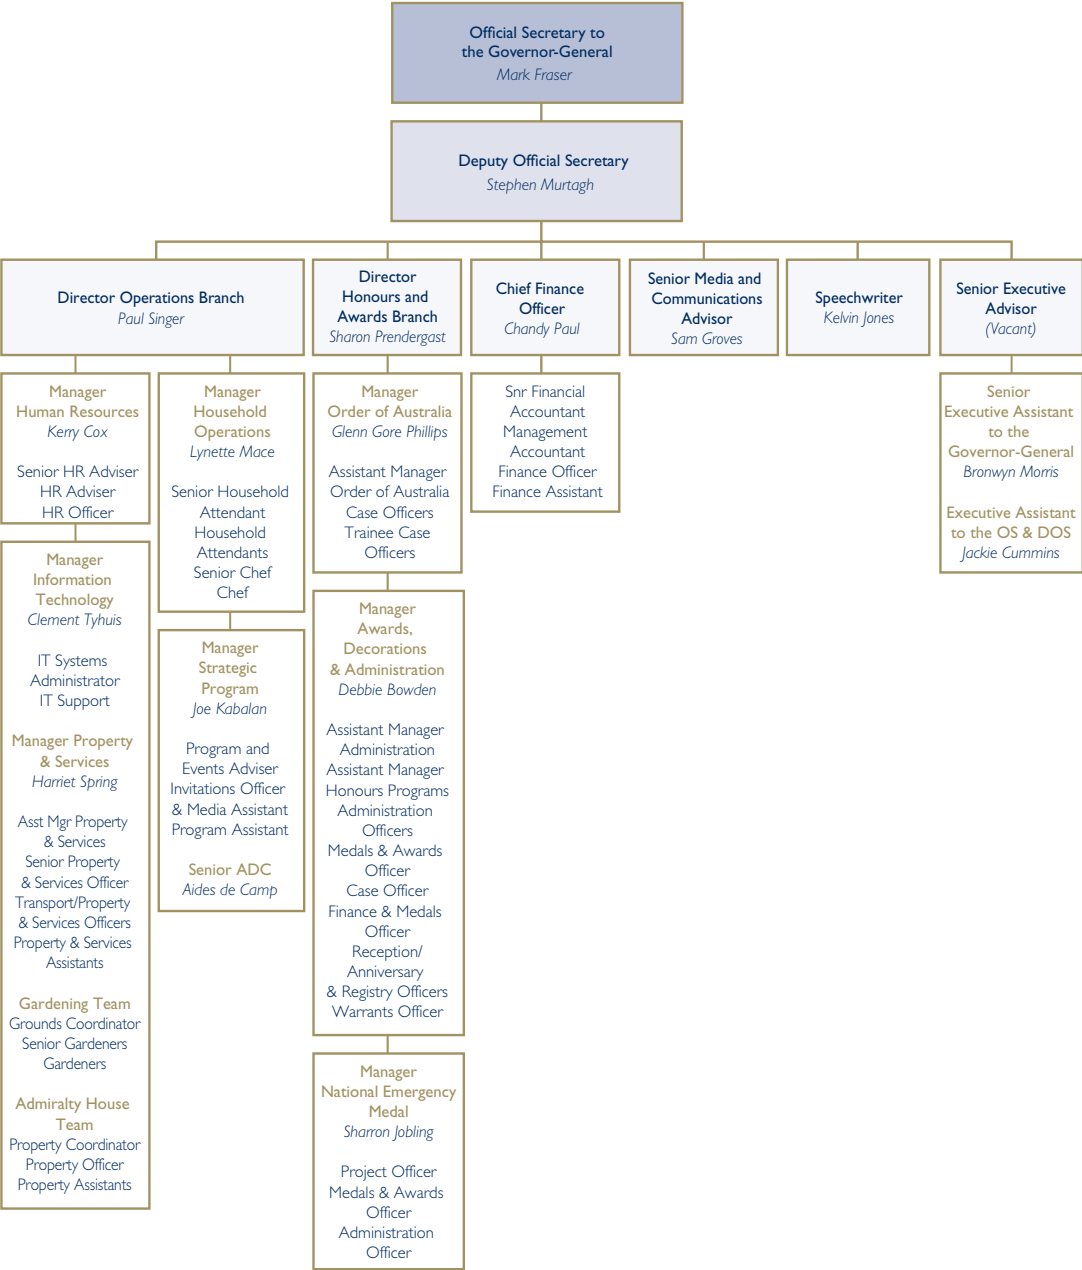 Official Secretary to
the Governor-General
Mark Fraser
Deputy Official Secretary
Stephen Murtagh
Director Operations Branch
Paul Singer
Director
Honours and
Awards Branch
Sharon Prendergast
Chief Finance
Officer
Chandy Paul
Senior Media and
Communications
Advisor
Sam Groves
Speechwriter
Kelvin Jones
Senior Executive
Advisor
(Vacant)
Manager
Human Resources
Kerry Cox
Senior HR Adviser
HR Adviser
HR Officer
Manager
Information
Technology
Clement Tyhuis
IT Systems
Administrator
IT Support
Manager Property
& Services
Harriet Spring
Asst Mgr Property
& Services
Senior Property
& Services Officer
Transport/Property
& Services Officers
Property & Services
Assistants
Gardening Team
Grounds Coordinator
Senior Gardeners
Gardeners
Admiralty House
Team
Property Coordinator
Property Officer
Property Assistants
Manager
Household
Operations
Lynette Mace
Senior Household
Attendant
Household
Attendants
Senior Chef
Chef
Manager
Strategic
Program
Joe Kabalan
Program and
Events Adviser
Invitations Officer
& Media Assistant
Program Assistant
Senior ADC
Aides de Camp
Manager
Order of Australia
Glenn Gore Phillips
Assistant Manager
Order of Australia
Case Officers
Trainee Case
Officers
Manager
Awards,
Decorations
& Administration
Debbie Bowden
Assistant Manager
Administration
Assistant Manager
Honours Programs
Administration
Officers
Medals & Awards
Officer
Case Officer
Finance & Medals
Officer
Reception/
Anniversary
& Registry Officers
Warrants Officer
Manager
National Emergency
Medal
Sharron Jobling
Project Officer
Medals & Awards
Officer
Administration
Officer
Snr Financial
Accountant
Management
Accountant
Finance Officer
Finance Assistant
Senior
Executive Assistant
to the
Governor-General
Bronwyn Morris
Executive Assistant
to the OS & DOS
Jackie Cummins